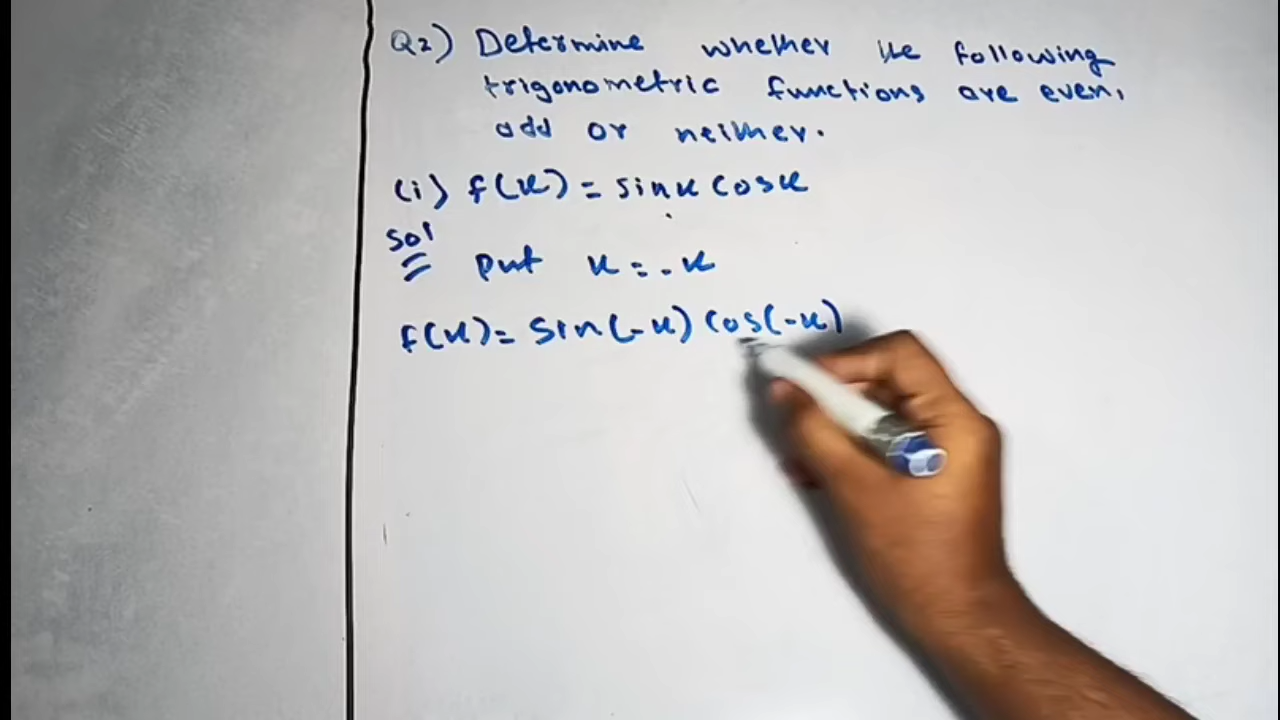 Q2) Determine whether the following
trigonometric functions are even,
odd or neither.
(i) f(x) = sinx cosx
Sol
put x = -x
f(x) = sin(-x) cos(-x)